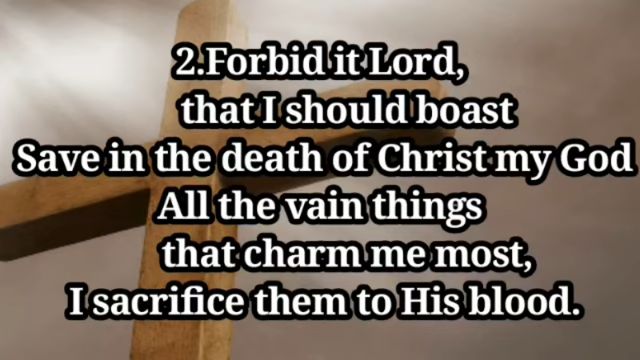 2.Forbid it Lord,
that I should boast
Save in the death of Christ my God
All the vain things
that charm me most,
I sacrifice them to His blood.